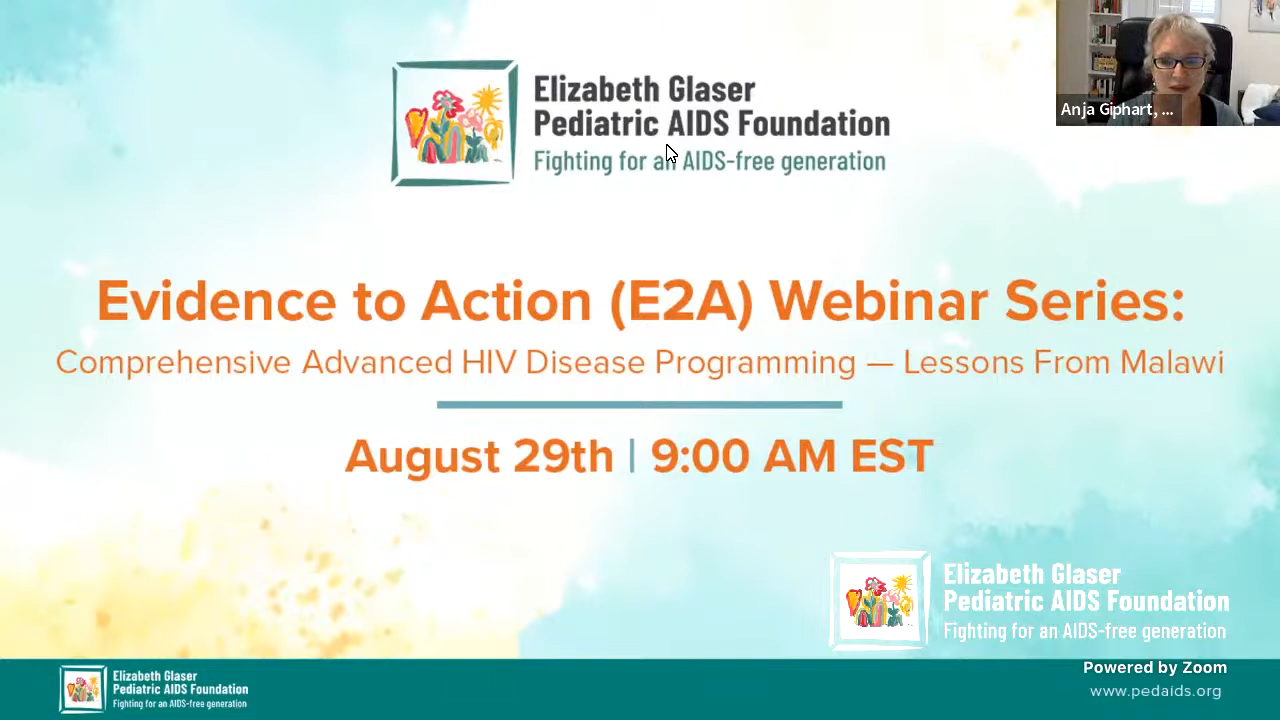 Elizabeth Glaser
Pediatric AIDS Foundation
Fighting for an AIDS-free generation
Anja Giphart, ...
Evidence to Action (E2A) Webinar Series:
Comprehensive Advanced HIV Disease Programming — Lessons From Malawi
August 29th | 9:00 AM EST
Elizabeth Glaser
Pediatric AIDS Foundation
Fighting for an AIDS-free generation
Elizabeth Glaser
Pediatric AIDS Foundation
Fighting for an AIDS-free generation
Powered by Zoom
www.pedaids.org